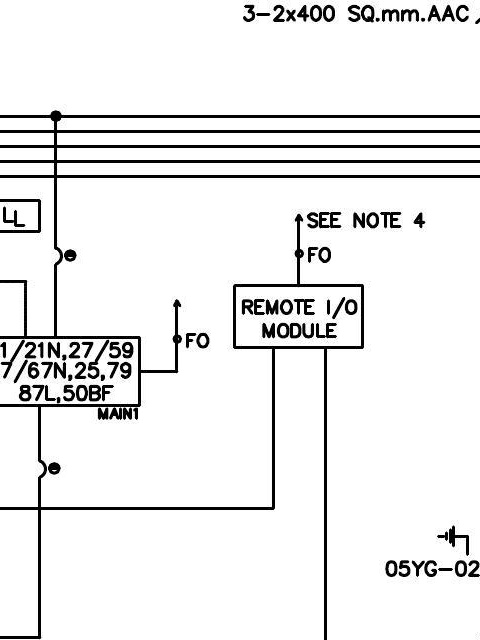 3-2x400 SQ.mm.AAC
SEE NOTE 4
FO
REMOTE I/O
MODULE
FO
1/21N,27/59
7/67N,25,79
87L,50BF
MAIN1
05YG-02